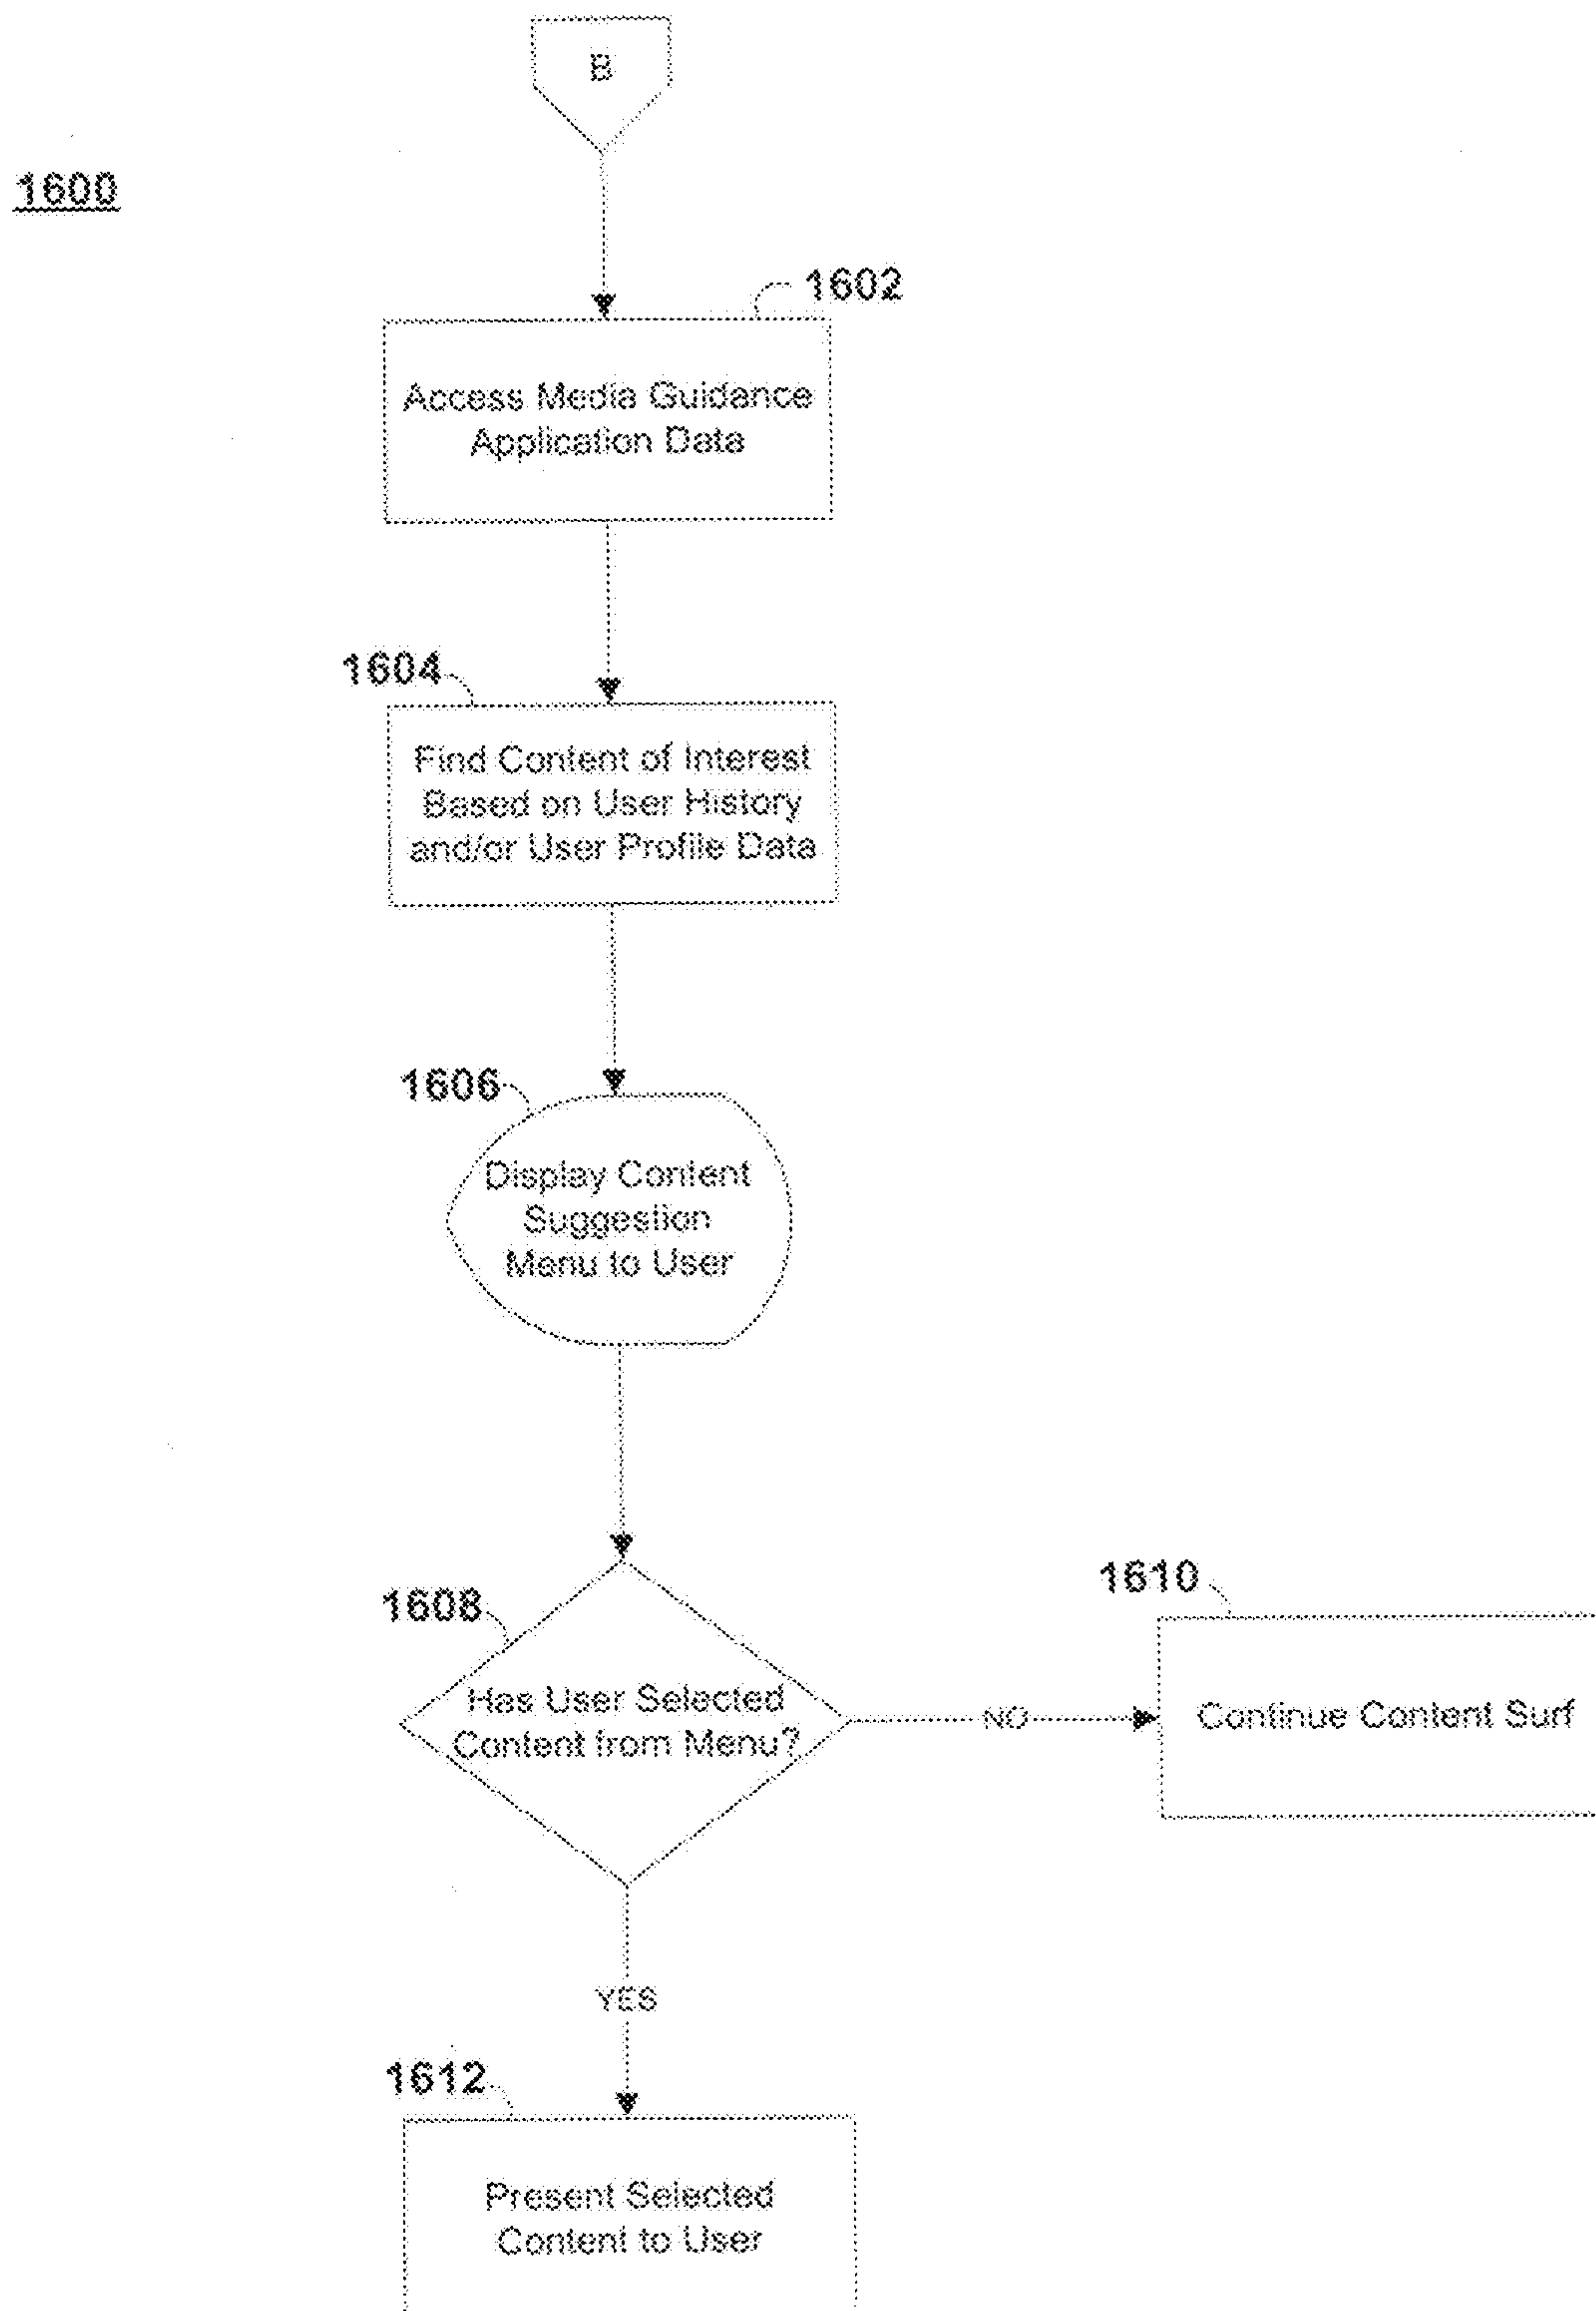 B
1600
1602
Access Media Guidance
Application Data
1604
Find Content of Interest
Based on User History
and/or User Profile Data
1606
Display Content
Suggestion
Menu to User
1608
Has User Selected
Content from Menu?
NO
1610
Continue Content Surf
YES
1612
Present Selected
Content to User